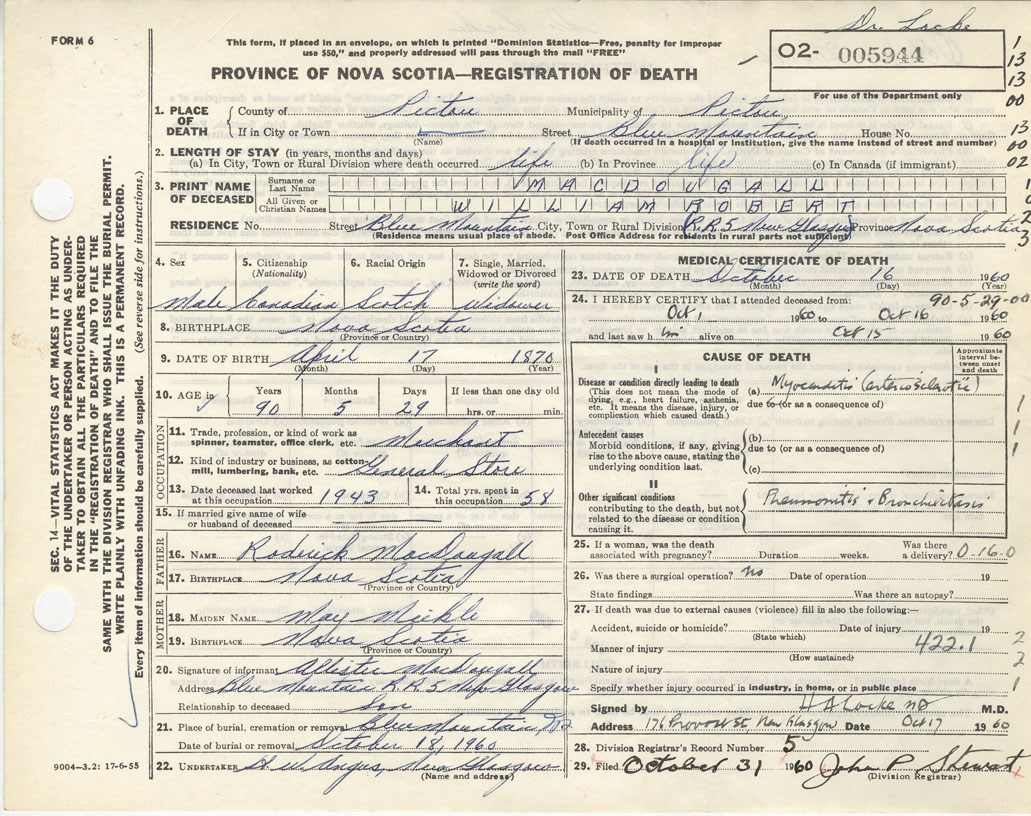 Dr. Locke
FORM 6
This form, if placed in an envelope, on which is printed "Dominion Statistics—Free, penalty for improper
use $50," and properly addressed will pass through the mail "FREE"
02- 005944
For use of the Department only
PROVINCE OF NOVA SCOTIA—REGISTRATION OF DEATH
1
13
13
00
13
00
02
1. PLACE OF DEATH
County of Pictou Municipality of Pictou
If in City or Town (Name) Street Blue Mountain House No.
(If death occurred in a hospital or institution, give the name instead of street and number)
2. LENGTH OF STAY (in years, months and days)
(a) In City, Town or Rural Division where death occurred life (b) In Province life (c) In Canada (if immigrant)
3. PRINT NAME OF DECEASED
Surname or Last Name MACDOUGALL
All Given or Christian Names WILLIAM ROBERT
RESIDENCE No. Street Blue Mountain City, Town or Rural Division R.R.5 New Glasgow Province Nova Scotia
(Residence means usual place of abode. Post Office Address for residents in rural parts not sufficient)
4. Sex Male
5. Citizenship (Nationality) Canadian
6. Racial Origin Scotch
7. Single, Married, Widowed or Divorced (write the word) Widower
8. BIRTHPLACE Nova Scotia
(Province or Country)
9. DATE OF BIRTH April 17 1870
(Month) (Day) (Year)
10. AGE in Years 90 Months 5 Days 29 If less than one day old hrs. or min.
OCCUPATION
11. Trade, profession, or kind of work as spinner, teamster, office clerk, etc. Merchant
12. Kind of industry or business, as cotton-mill, lumbering, bank, etc. General Store
13. Date deceased last worked at this occupation 1943
14. Total yrs. spent in this occupation 58
15. If married give name of wife or husband of deceased
FATHER
16. NAME Roderick MacDougall
17. BIRTHPLACE Nova Scotia
(Province or Country)
MOTHER
18. MAIDEN NAME May Mickle
19. BIRTHPLACE Nova Scotia
(Province or Country)
20. Signature of informant Allister MacDougall
Address Blue Mountain R.R.5 New Glasgow
Relationship to deceased son
21. Place of burial, cremation or removal Blue Mountain
Date of burial or removal October 18, 1960
22. UNDERTAKER H. W. Angus, New Glasgow
(Name and address)
MEDICAL CERTIFICATE OF DEATH
23. DATE OF DEATH October 16 1960
(Month) (Day) (Year)
24. I HEREBY CERTIFY that I attended deceased from: 90-5-29-00
Oct 1 1960 to Oct 16 1960
and last saw him alive on Oct 15 1960
CAUSE OF DEATH
Approximate interval between onset and death
I
Disease or condition directly leading to death
(This does not mean the mode of dying, e.g., heart failure, asthenia, etc. It means the disease, injury, or complication which caused death.)
(a) Myocarditis (arteriosclerotic)
due to (or as a consequence of)
Antecedent causes
Morbid conditions, if any, giving rise to the above cause, stating the underlying condition last.
(b)
due to (or as a consequence of)
(c)
II
Other significant conditions contributing to the death, but not related to the disease or condition causing it.
Pneumonitis & Bronchiectasis
25. If a woman, was the death associated with pregnancy? Duration weeks. Was there a delivery? 0-16-0
26. Was there a surgical operation? no Date of operation 19
State findings Was there an autopsy?
27. If death was due to external causes (violence) fill in also the following:—
Accident, suicide or homicide? Date of injury 19
(State which)
Manner of injury 422.1
(How sustained)
Nature of injury
Specify whether injury occurred in industry, in home, or in public place
Signed by H A Locke MD M.D.
Address 176 Provost St, New Glasgow Date Oct 17 1960
28. Division Registrar's Record Number 5
29. Filed October 31 1960 John P Stewart
(Division Registrar)
SEC. 14—VITAL STATISTICS ACT MAKES IT THE DUTY
OF THE UNDERTAKER OR PERSON ACTING AS UNDER-
TAKER TO OBTAIN ALL THE PARTICULARS REQUIRED
IN THE "REGISTRATION OF DEATH" AND TO FILE THE
SAME WITH THE DIVISION REGISTRAR WHO SHALL ISSUE THE BURIAL PERMIT.
WRITE PLAINLY WITH UNFADING INK. THIS IS A PERMANENT RECORD.
Every item of information should be carefully supplied. (See reverse side for instructions.)
9004-3.2: 17-6-55